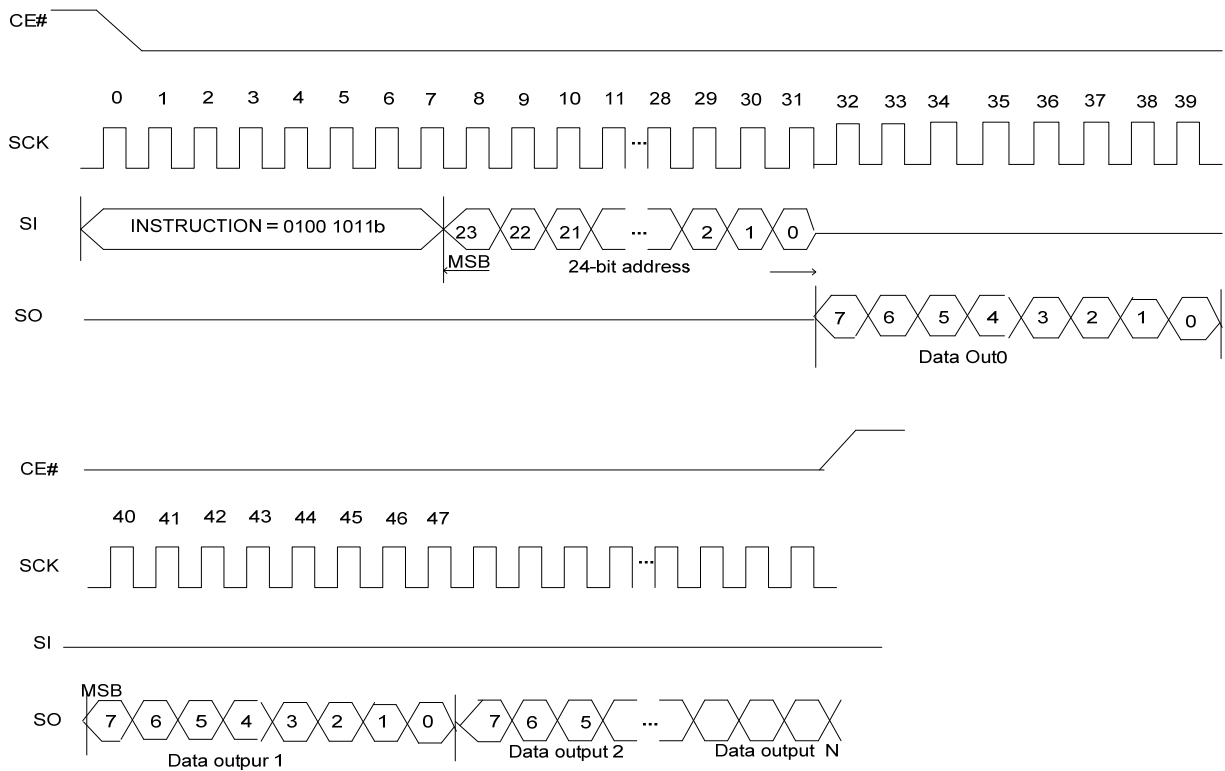 CE#
0 1 2 3 4 5 6 7 8 9 10 11 28 29 30 31 32 33 34 35 36 37 38 39
SCK ...
SI INSTRUCTION = 0100 1011b 23 22 21 ... 2 1 0
MSB 24-bit address
SO 7 6 5 4 3 2 1 0
Data Out0
CE#
40 41 42 43 44 45 46 47
SCK ...
SI
MSB
SO 7 6 5 4 3 2 1 0 7 6 5 ...
Data outpur 1 Data output 2 Data output N